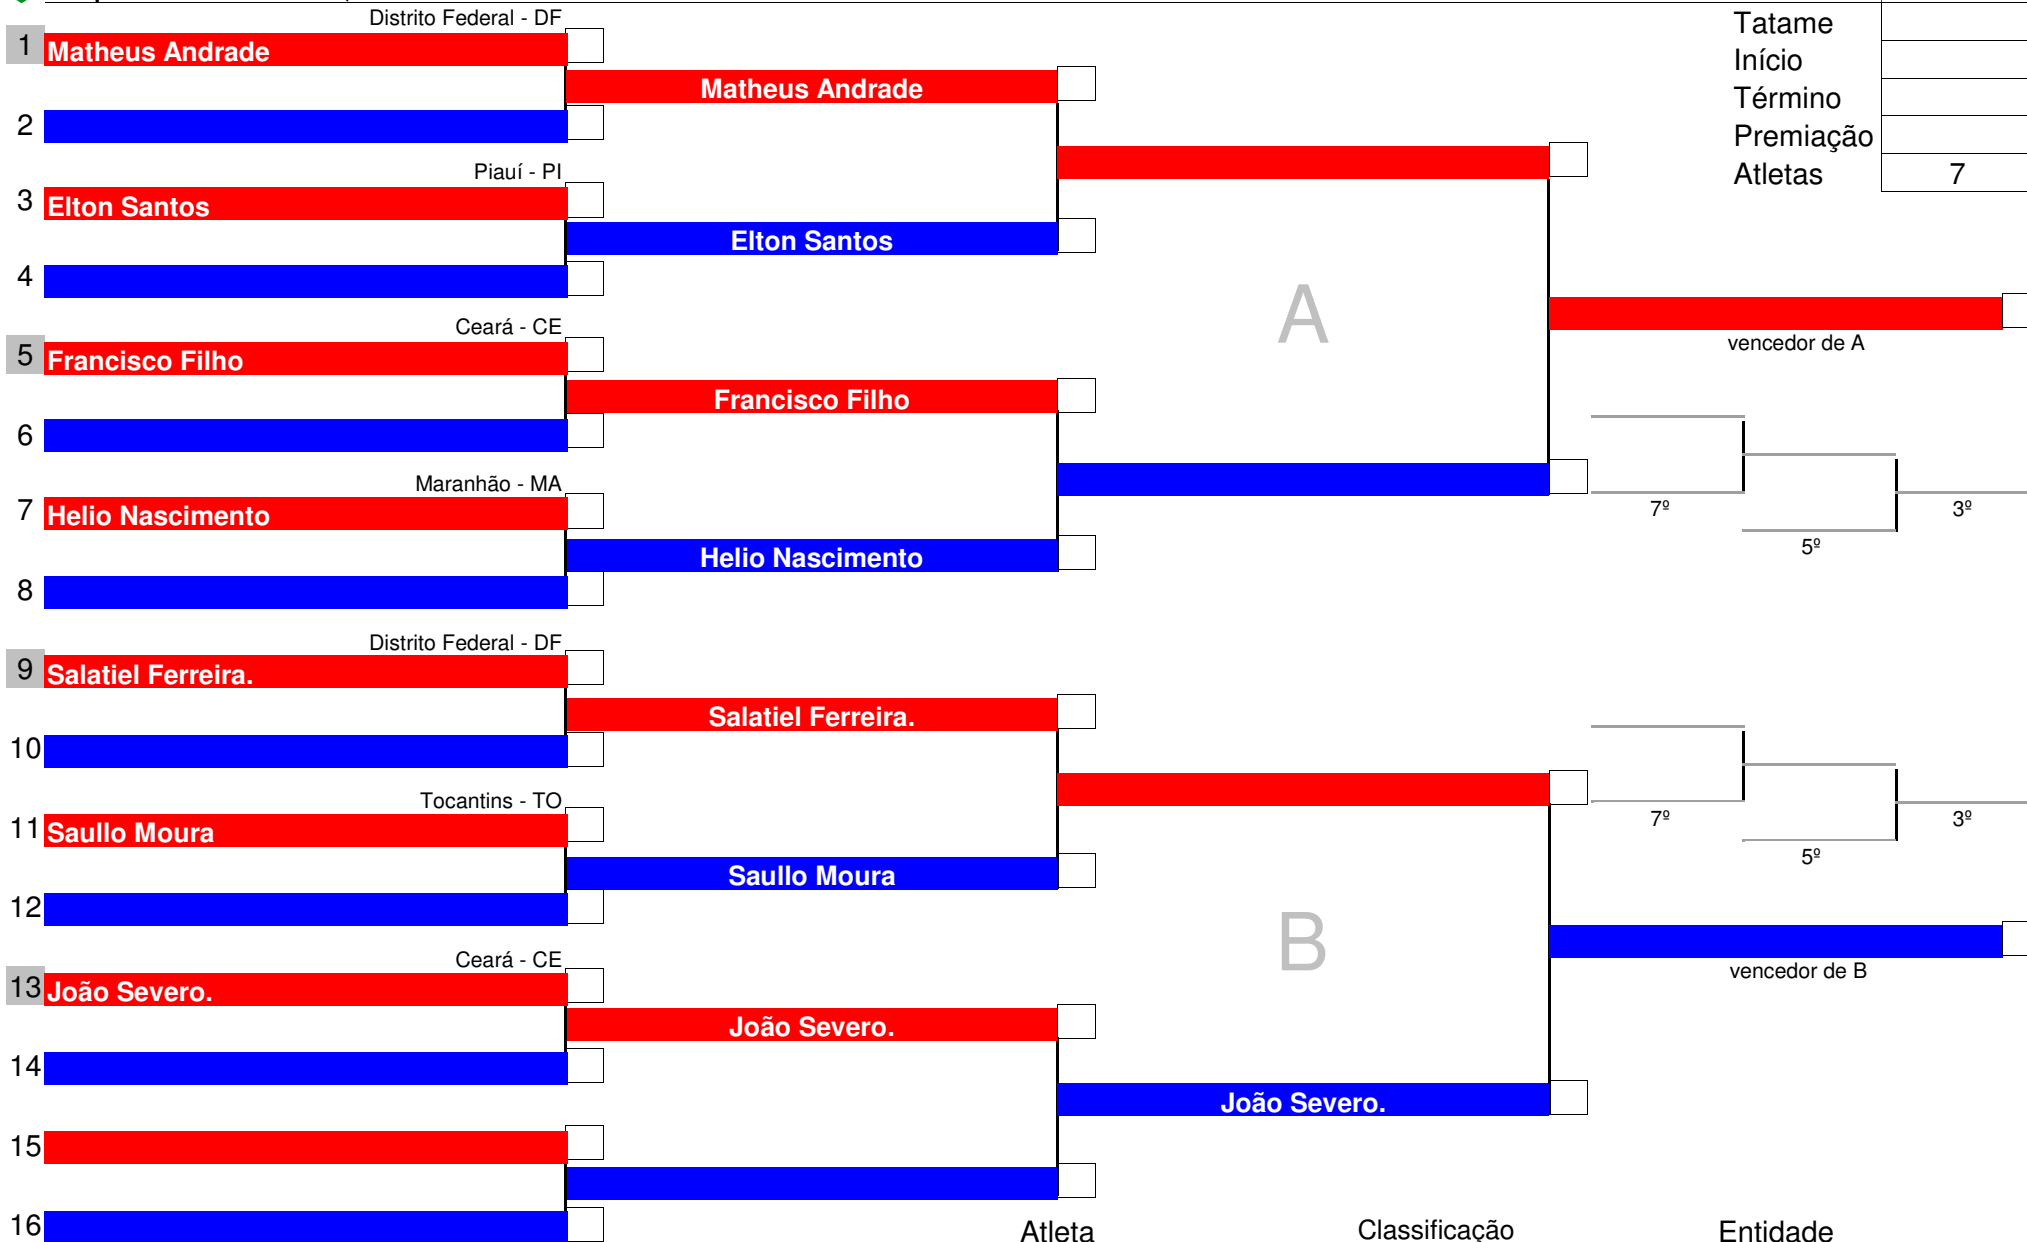 Distrito Federal - DF
1 Matheus Andrade
Matheus Andrade
2
Piauí - PI
3 Elton Santos
Elton Santos
4
Ceará - CE
5 Francisco Filho
Francisco Filho
6
Maranhão - MA
7 Helio Nascimento
Helio Nascimento
8
Distrito Federal - DF
9 Salatiel Ferreira.
Salatiel Ferreira.
10
Tocantins - TO
11 Saullo Moura
Saullo Moura
12
Ceará - CE
13 João Severo.
João Severo.
14
João Severo.
15
16
A
B
Tatame
Início
Término
Premiação
Atletas 7
vencedor de A
7º
5º
3º
7º
5º
3º
vencedor de B
Atleta Classificação Entidade